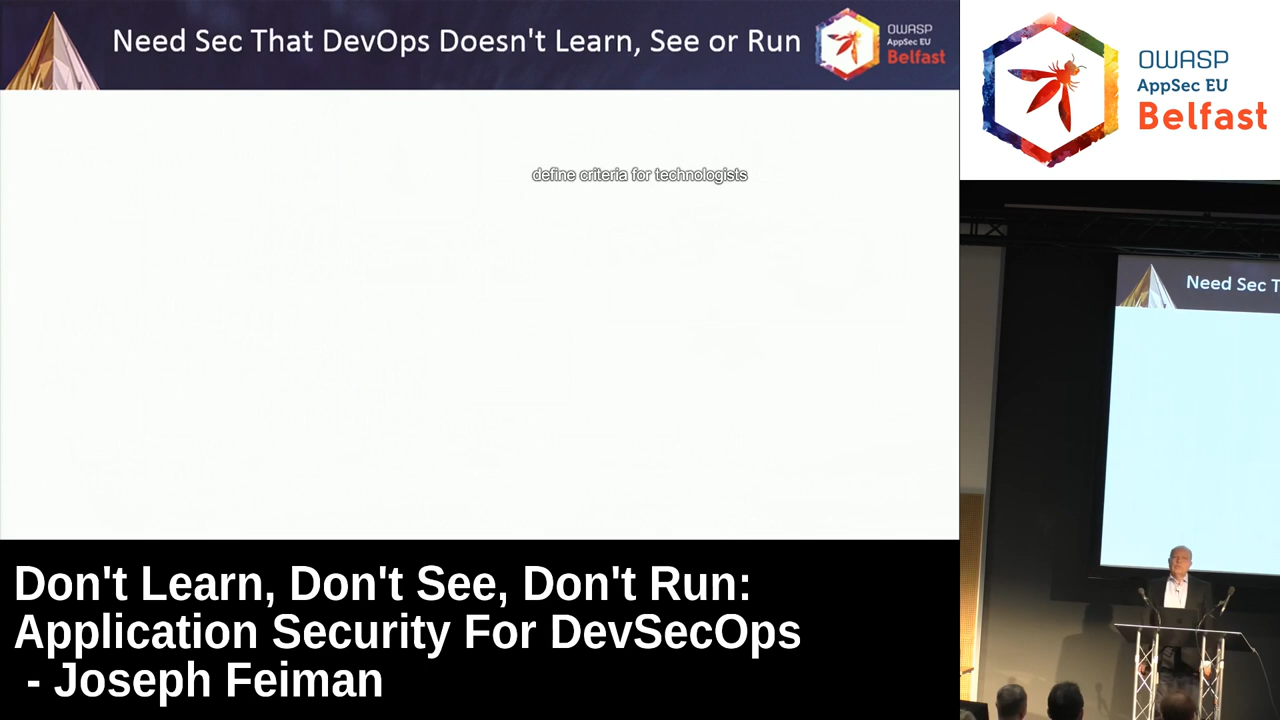 Need Sec That DevOps Doesn't Learn, See or Run
OWASP
AppSec EU
Belfast
OWASP
AppSec EU
Belfast
define criteria for technologists
Need Sec T
Don't Learn, Don't See, Don't Run:
Application Security For DevSecOps
- Joseph Feiman